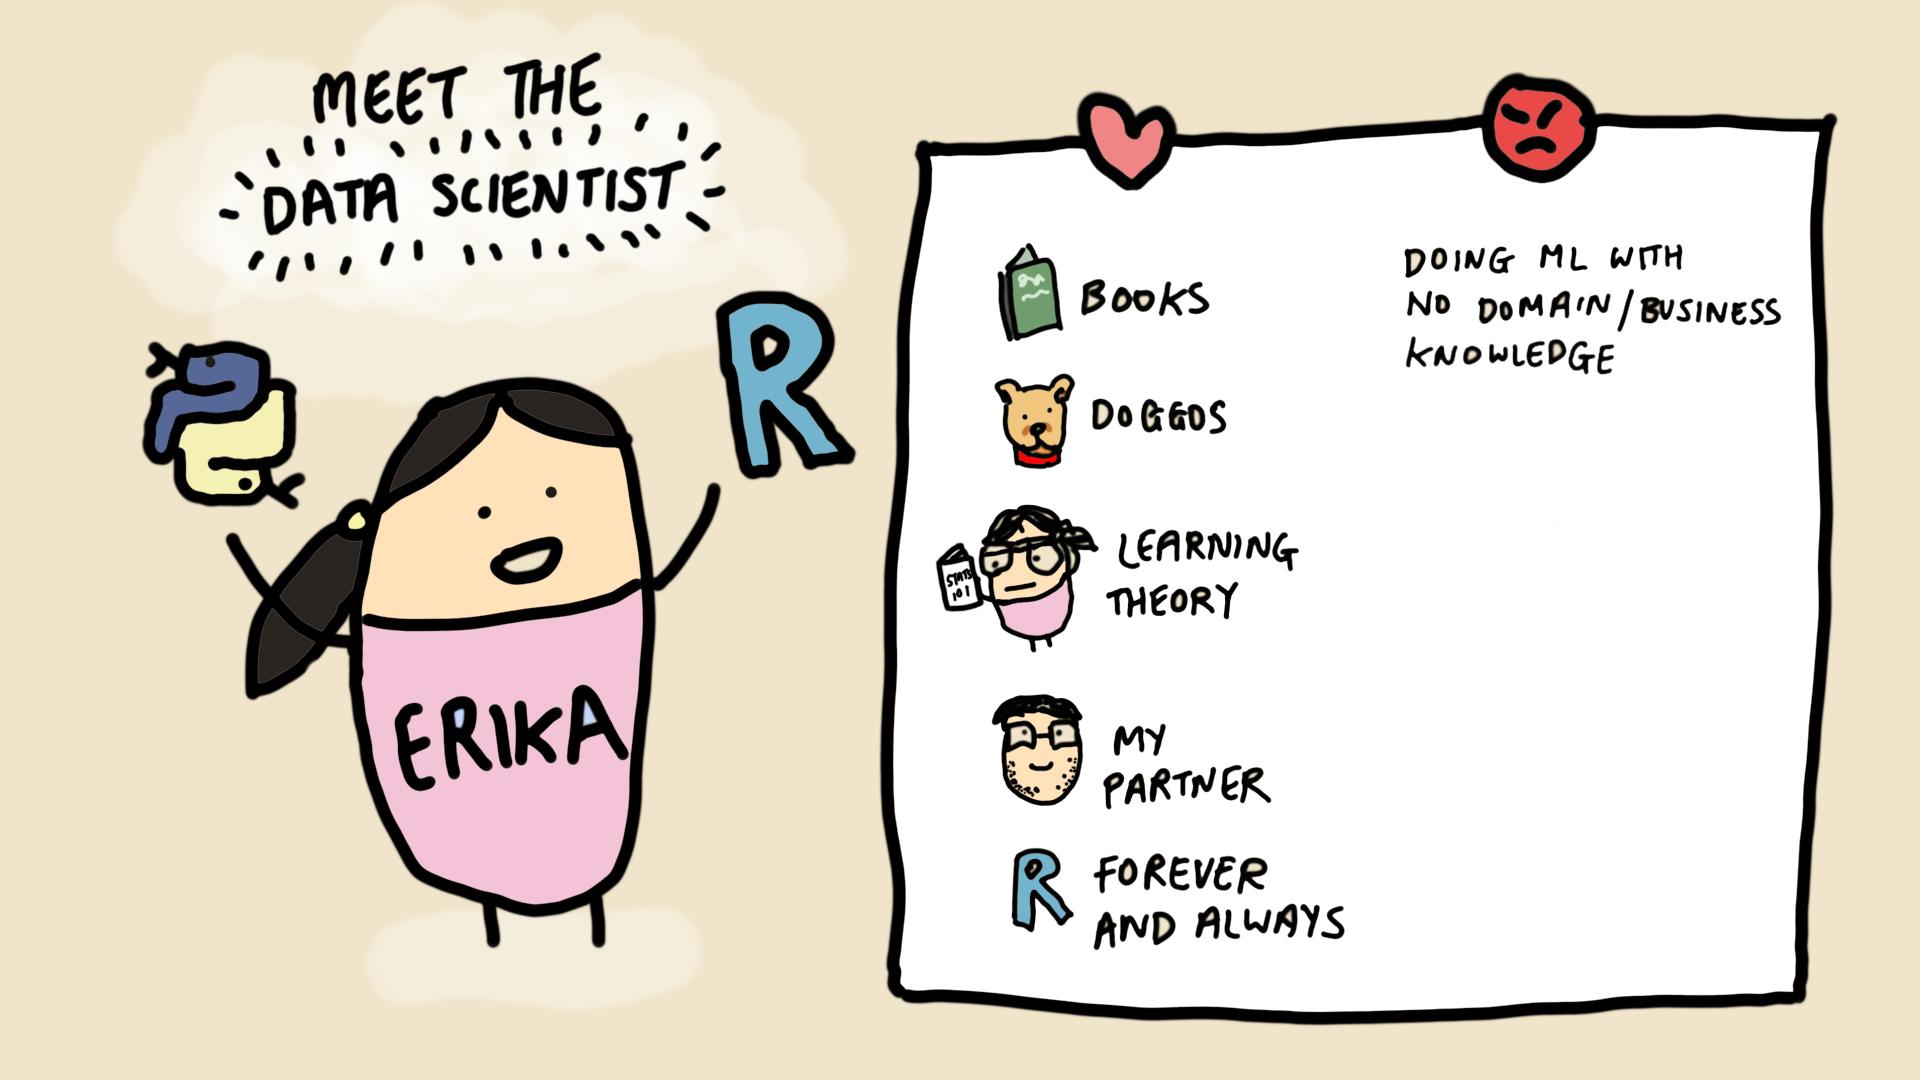 MEET THE
DATA SCIENTIST
R
ERIKA
BOOKS
DOGGOS
STATS
101
LEARNING
THEORY
MY
PARTNER
R FOREVER
AND ALWAYS
DOING ML WITH
NO DOMAIN/BUSINESS
KNOWLEDGE